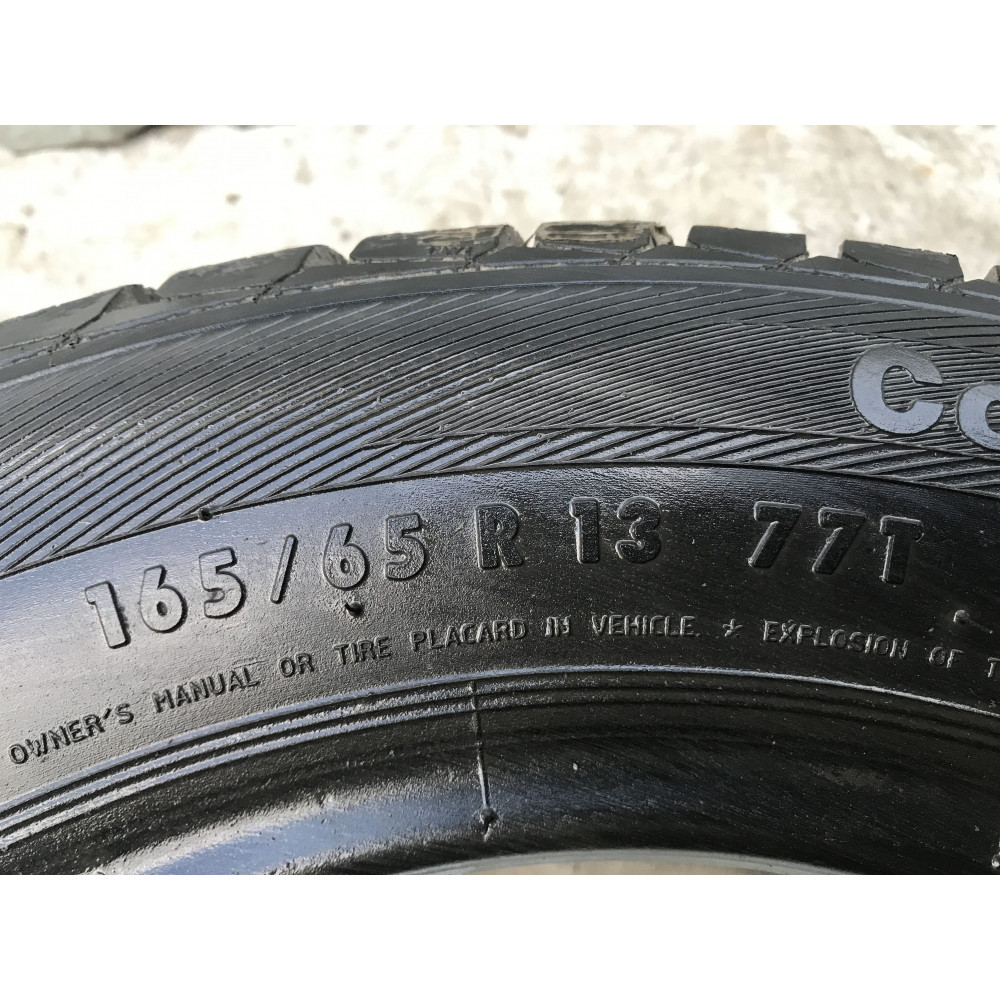 Co
165/65 R 13 77T
OWNER'S MANUAL OR TIRE PLACARD IN VEHICLE ★ EXPLOSION OF T